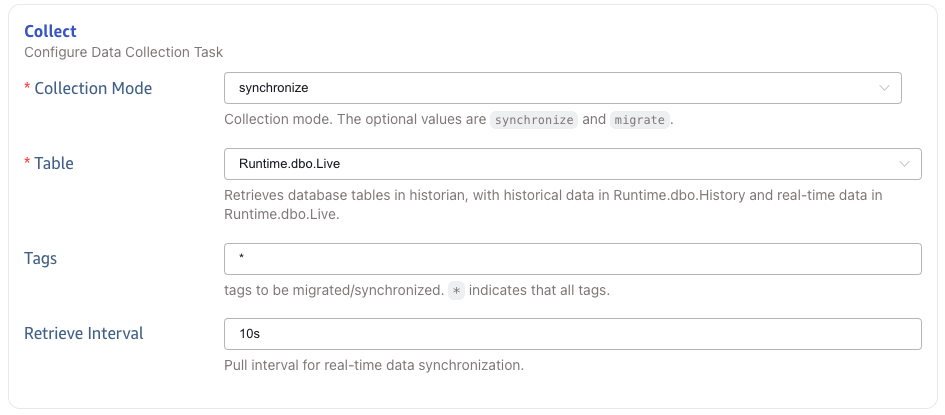 Collect
Configure Data Collection Task
* Collection Mode
synchronize
Collection mode. The optional values are synchronize and migrate.
* Table
Runtime.dbo.Live
Retrieves database tables in historian, with historical data in Runtime.dbo.History and real-time data in
Runtime.dbo.Live.
Tags
*
tags to be migrated/synchronized. * indicates that all tags.
Retrieve Interval
10s
Pull interval for real-time data synchronization.